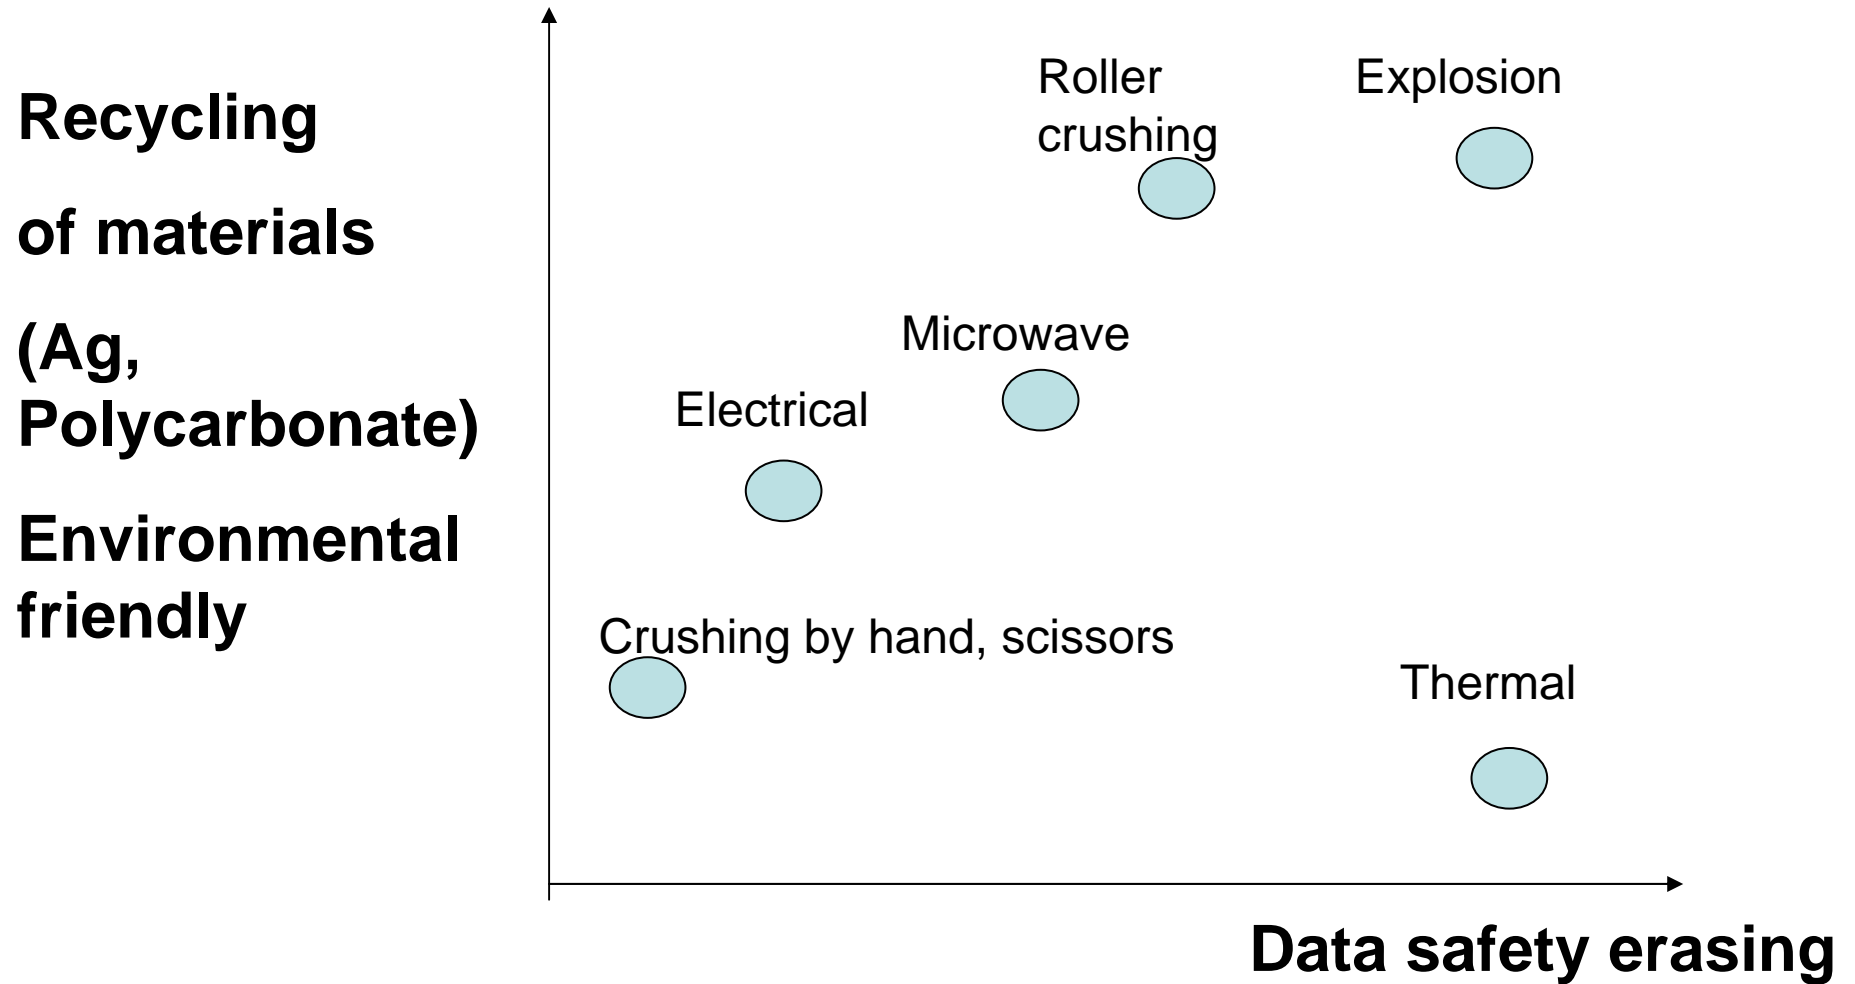 Recycling
of materials
(Ag,
Polycarbonate)
Environmental
friendly
Roller
crushing
Explosion
Microwave
Electrical
Crushing by hand, scissors
Thermal
Data safety erasing